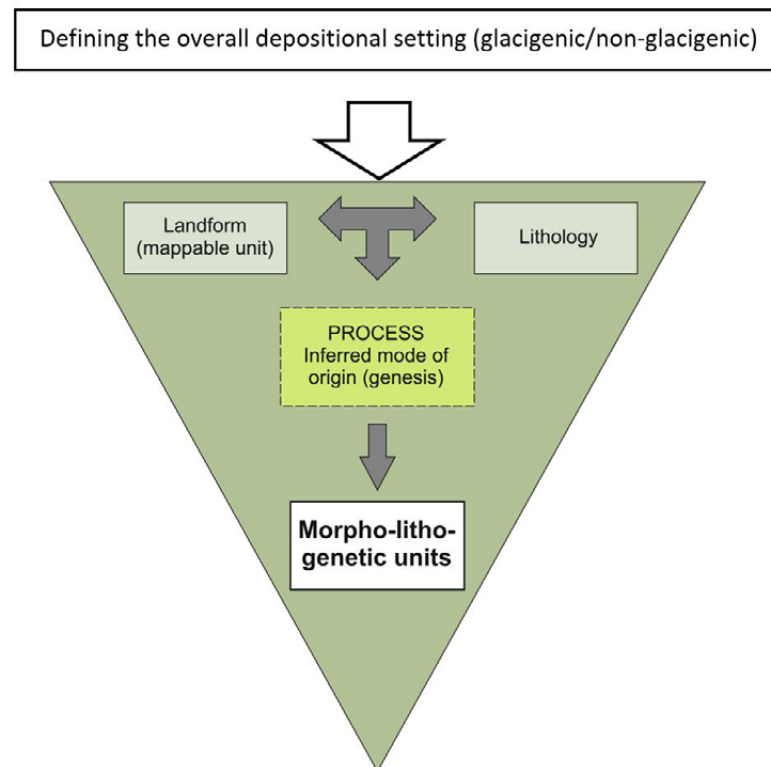 Defining the overall depositional setting (glacigenic/non-glacigenic)
Landform
(mappable unit)
Lithology
PROCESS
Inferred mode of
origin (genesis)
Morpho-litho-
genetic units